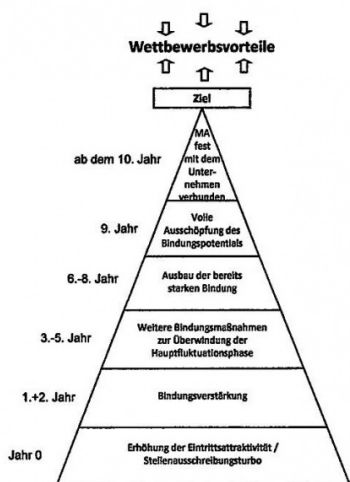 Wettbewerbsvorteile
Ziel
ab dem 10. Jahr
MA
fest
mit dem
Unter-
nehmen
verbunden
9. Jahr
Volle
Ausschöpfung des
Bindungspotentials
6.-8. Jahr
Ausbau der bereits
starken Bindung
3.-5. Jahr
Weitere Bindungsmaßnahmen
zur Überwindung der
Hauptfluktuationsphase
1.+2. Jahr
Bindungsverstärkung
Jahr 0
Erhöhung der Eintrittsattraktivität /
Stellenausschreibungsturbo